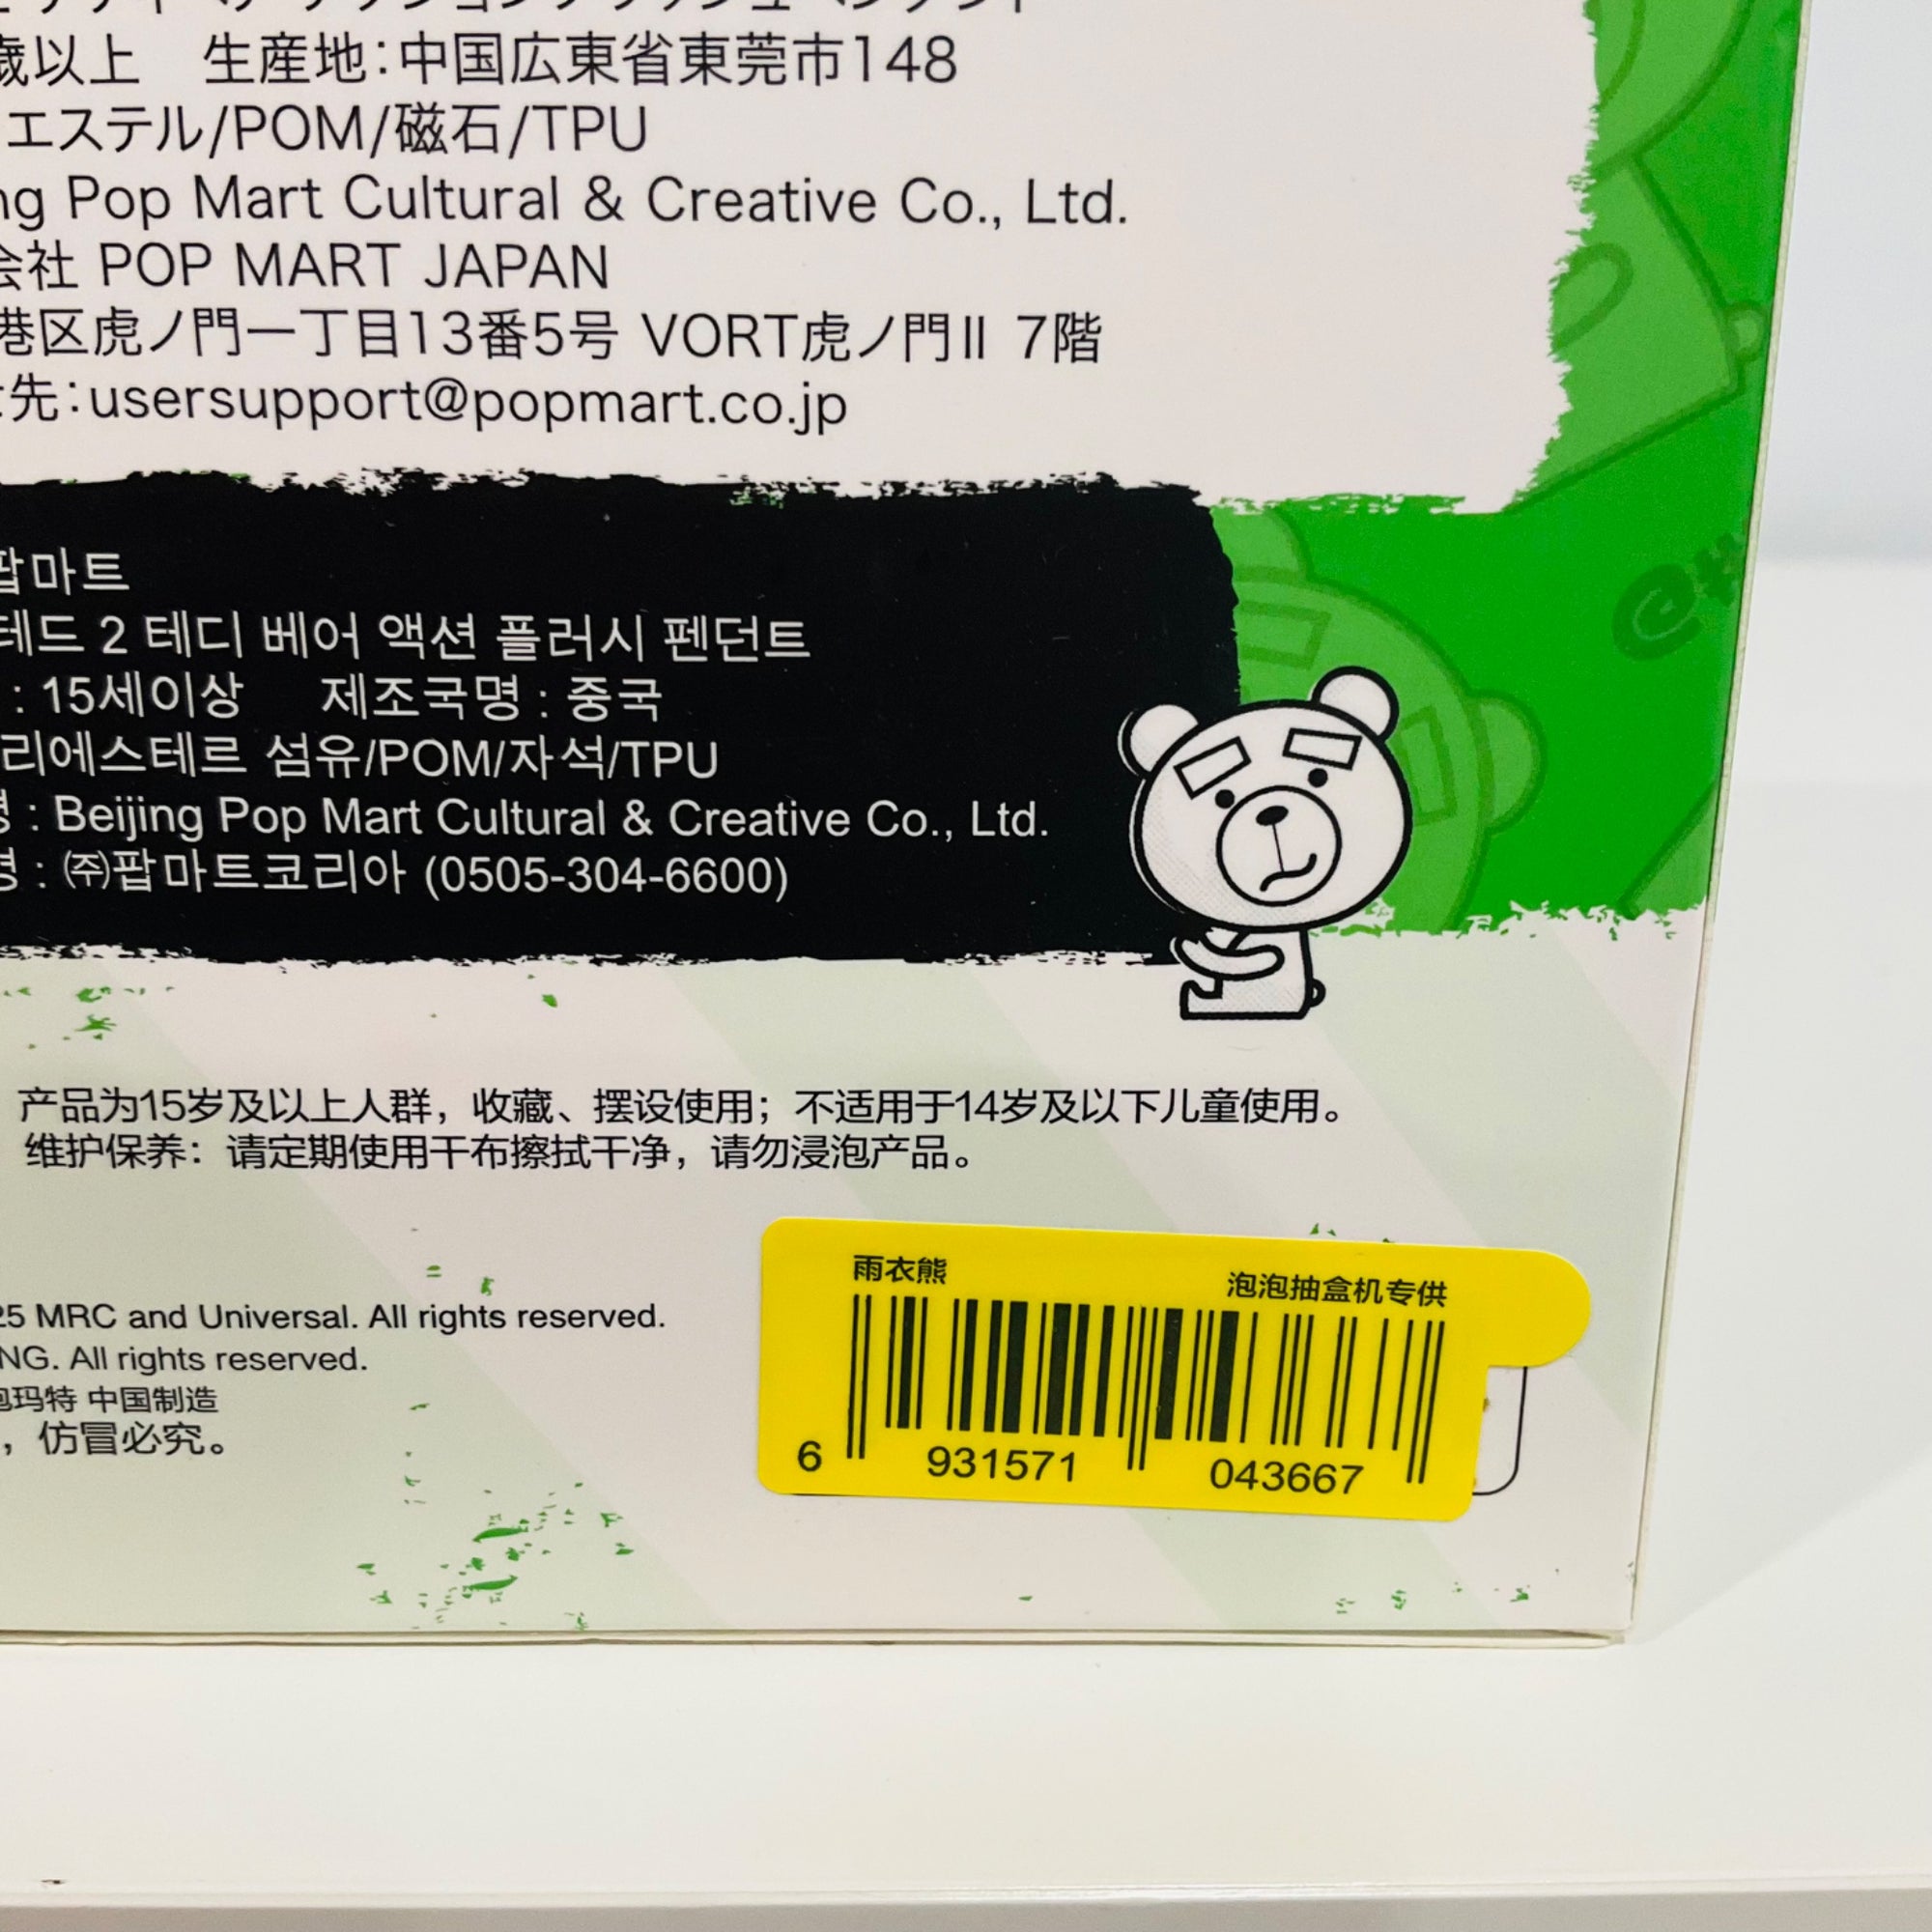 歳以上　生産地：中国広東省東莞市148
エステル/POM/磁石/TPU
ng Pop Mart Cultural & Creative Co., Ltd.
会社 POP MART JAPAN
港区虎ノ門一丁目13番5号 VORT虎ノ門II 7階
先：usersupport@popmart.co.jp
팝마트
테드 2 테디 베어 액션 플러시 펜던트
: 15세이상 제조국명 : 중국
리에스테르 섬유/POM/자석/TPU
명 : Beijing Pop Mart Cultural & Creative Co., Ltd.
명 : ㈜팝마트코리아 (0505-304-6600)
产品为15岁及以上人群，收藏、摆设使用；不适用于14岁及以下儿童使用。
维护保养：请定期使用干布擦拭干净，请勿浸泡产品。
25 MRC and Universal. All rights reserved.
NG. All rights reserved.
泡玛特 中国制造
，仿冒必究。
雨衣熊 泡泡抽盒机专供
6 931571 043667